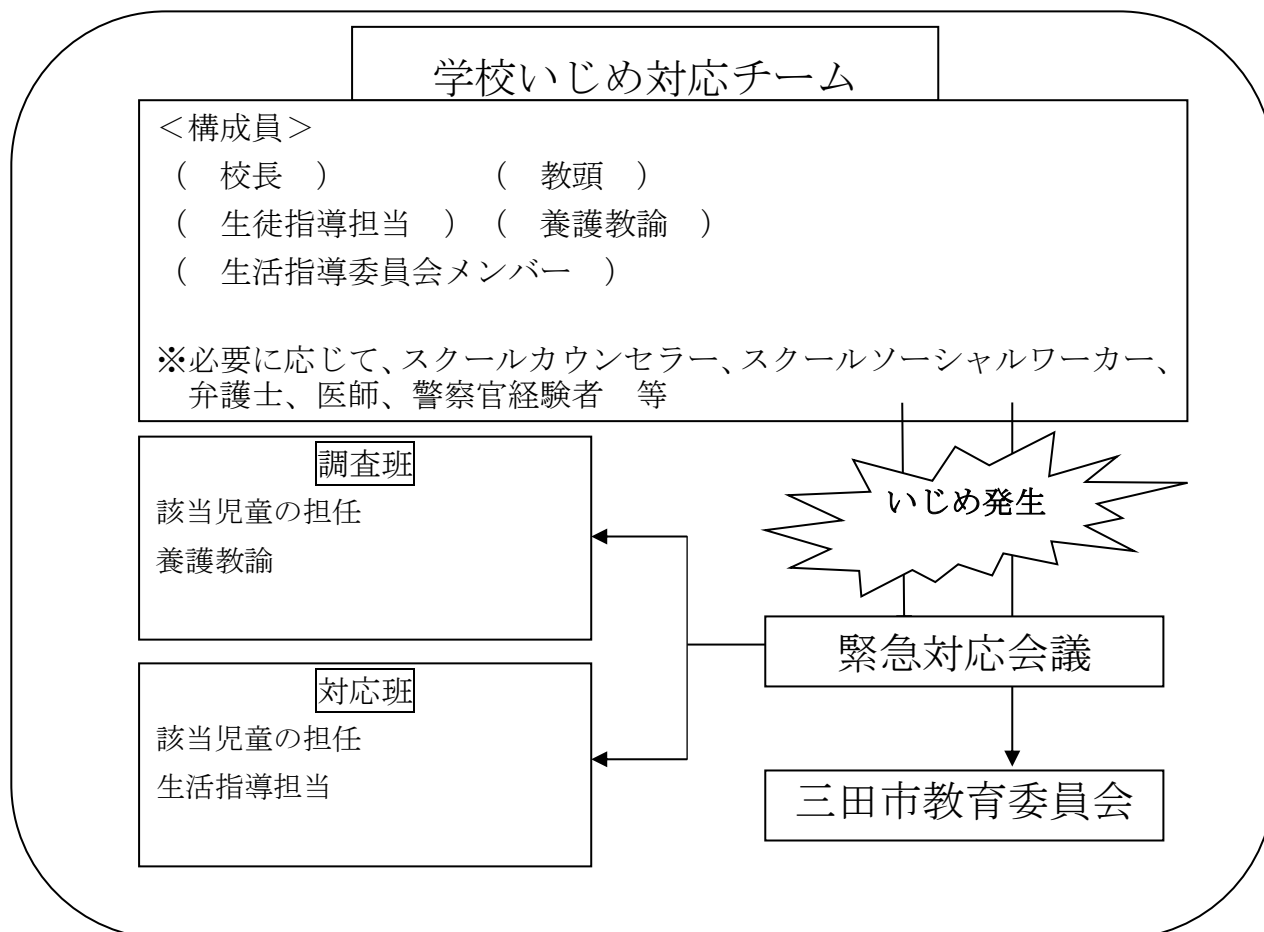 学校いじめ対応チーム
＜構成員＞
（　校長　）　　　　　（　教頭　）
（　生徒指導担当　）（　養護教諭　）
（　生活指導委員会メンバー　）
※必要に応じて、スクールカウンセラー、スクールソーシャルワーカー、
弁護士、医師、警察官経験者　等
調査班
該当児童の担任
養護教諭
いじめ発生
緊急対応会議
対応班
該当児童の担任
生活指導担当
三田市教育委員会